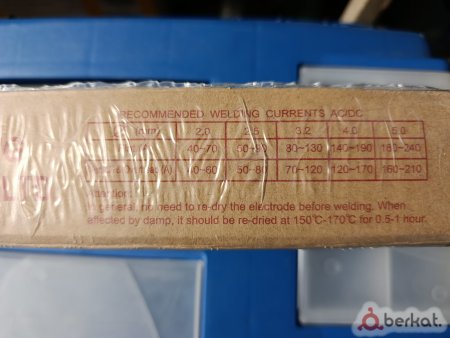 RECOMMENDED WELDING CURRENTS AC/DC
2.0 2.5 3.2 4.0 5.0
40~70 80~130 140~190 180~240
50~80 70~120 120~170 160~210
Attention:
In general, no need to re-dry the electrode before welding. When
affected by damp, it should be re-dried at 150℃-170℃ for 0.5-1 hour.
berkat.